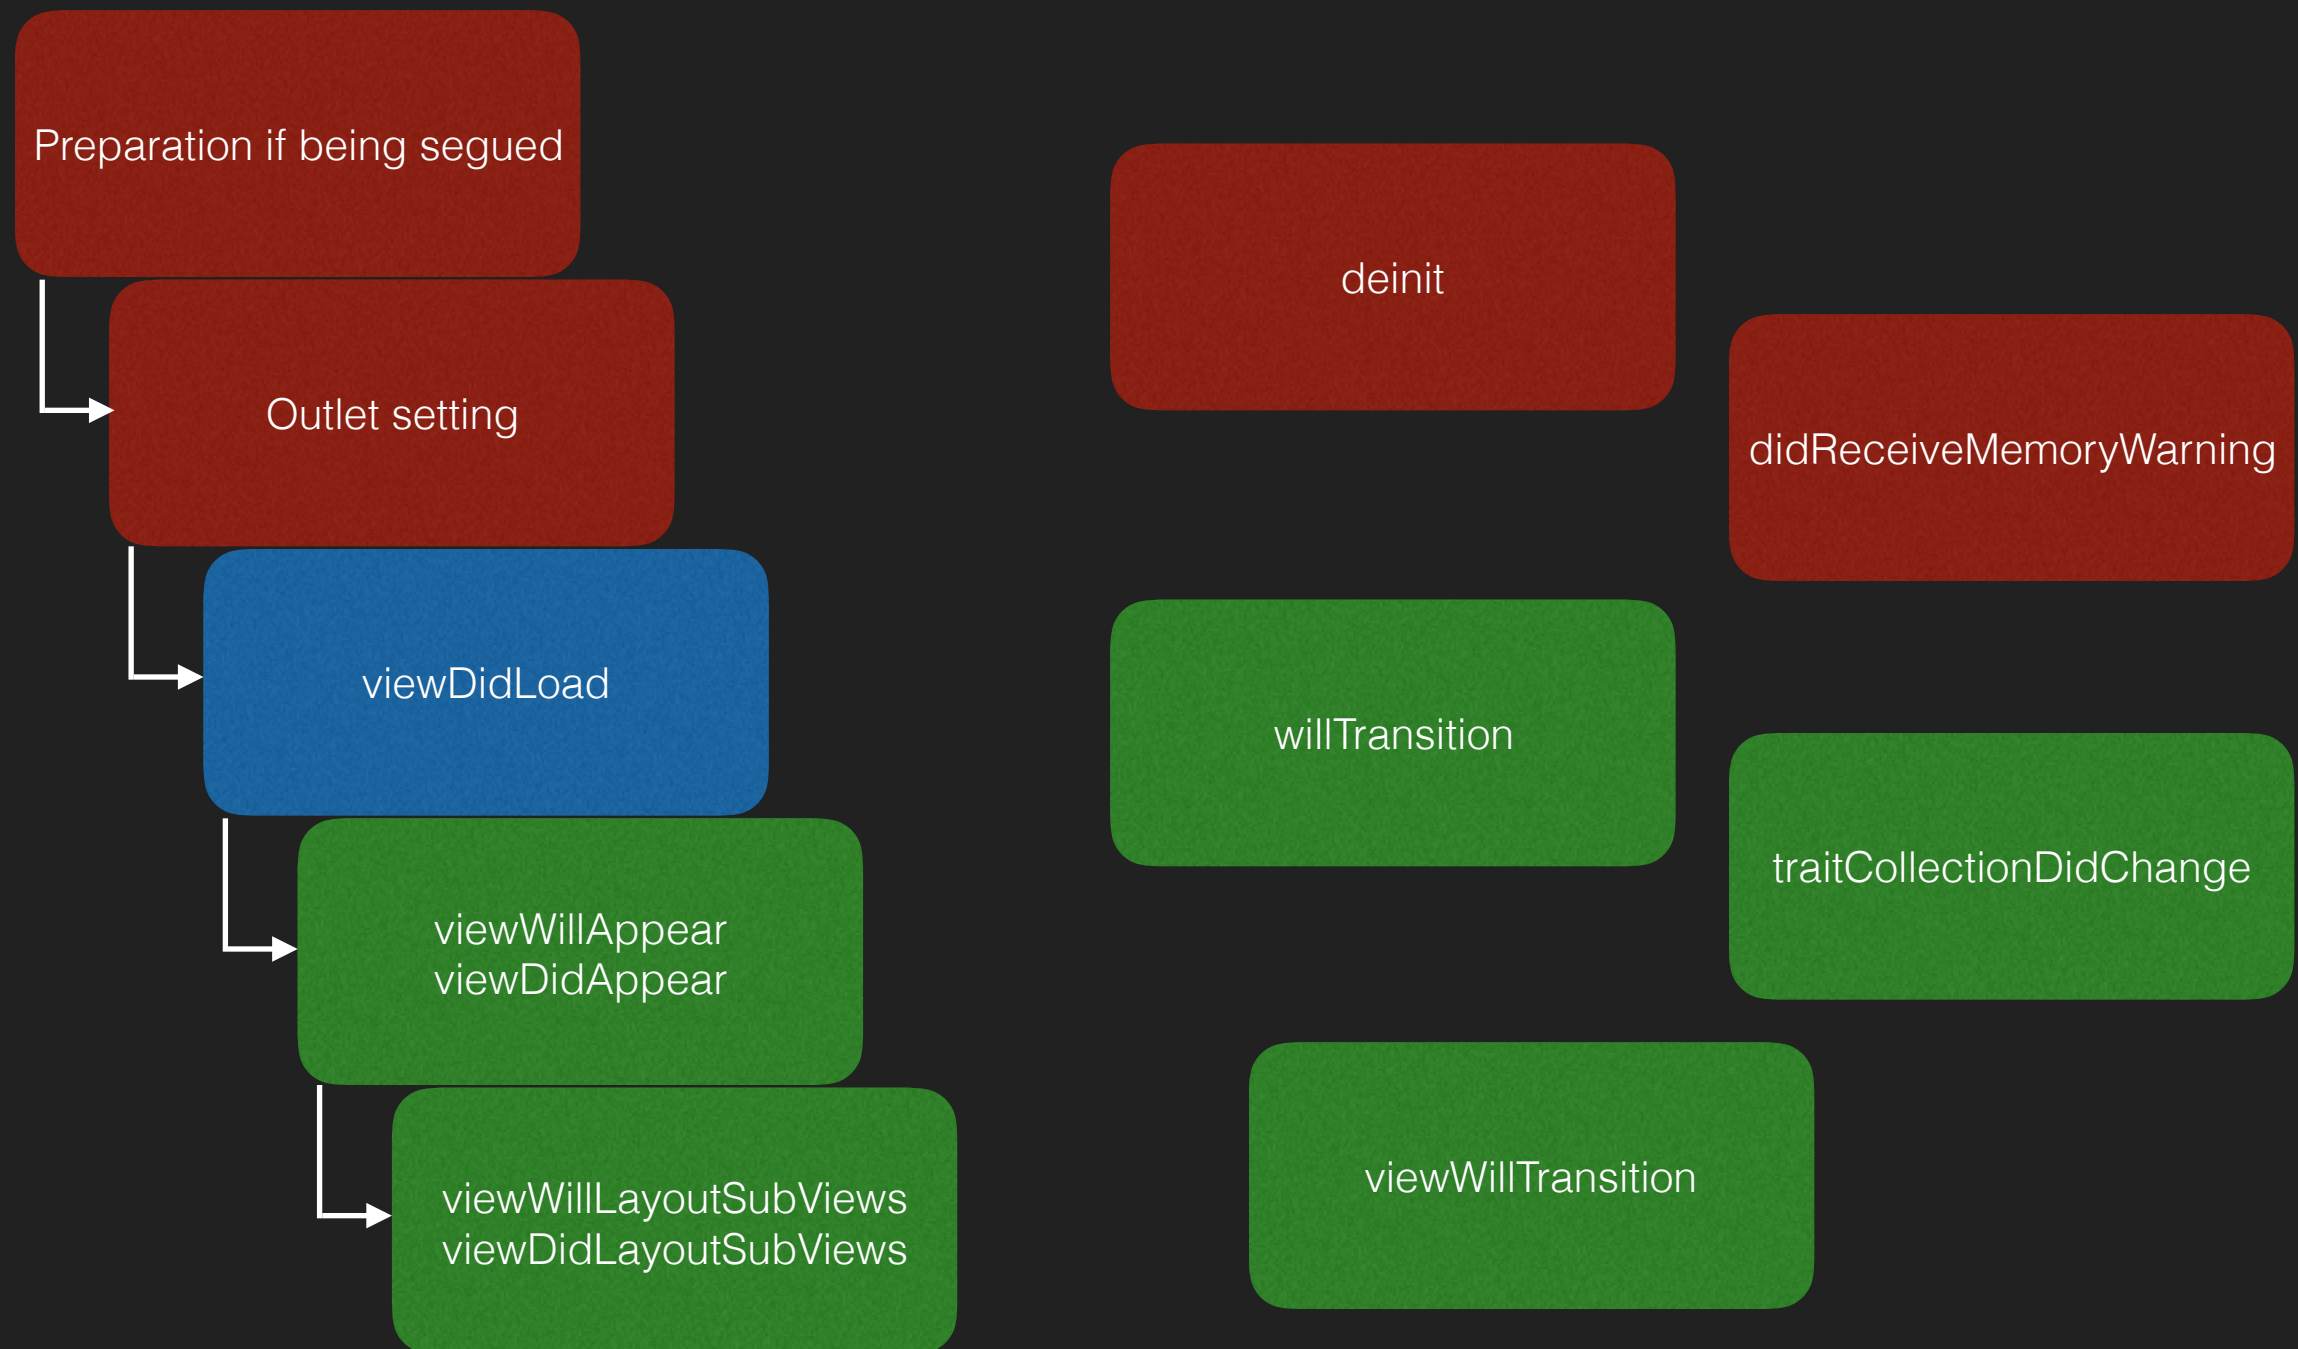 Preparation if being segued
Outlet setting
viewDidLoad
viewWillAppear
viewDidAppear
viewWillLayoutSubViews
viewDidLayoutSubViews
deinit
didReceiveMemoryWarning
willTransition
traitCollectionDidChange
viewWillTransition